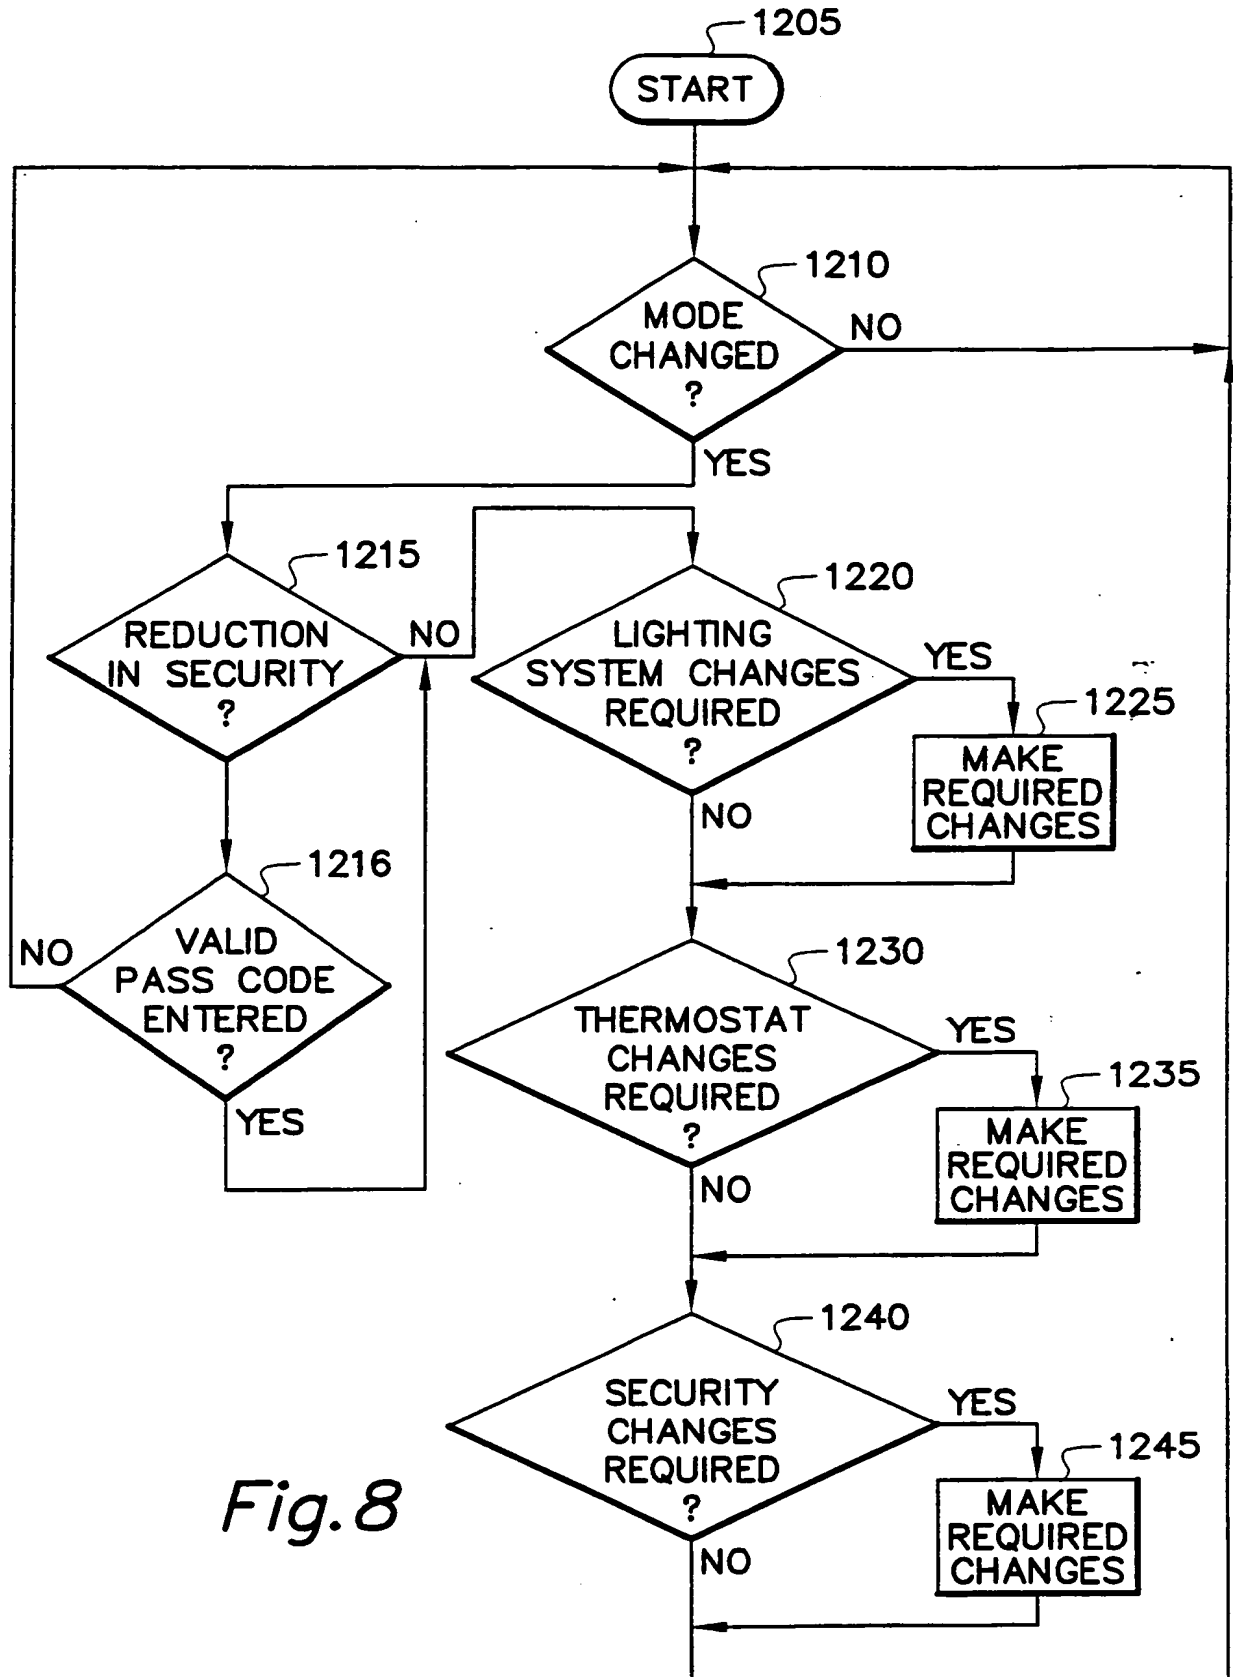 1205
START
1210
MODE
CHANGED
?
NO
YES
1215
REDUCTION
IN SECURITY
?
NO
1220
LIGHTING
SYSTEM CHANGES
REQUIRED
?
YES
NO
1225
MAKE
REQUIRED
CHANGES
1216
VALID
PASS CODE
ENTERED
?
NO
YES
1230
THERMOSTAT
CHANGES
REQUIRED
?
YES
NO
1235
MAKE
REQUIRED
CHANGES
1240
SECURITY
CHANGES
REQUIRED
?
YES
NO
1245
MAKE
REQUIRED
CHANGES
Fig.8